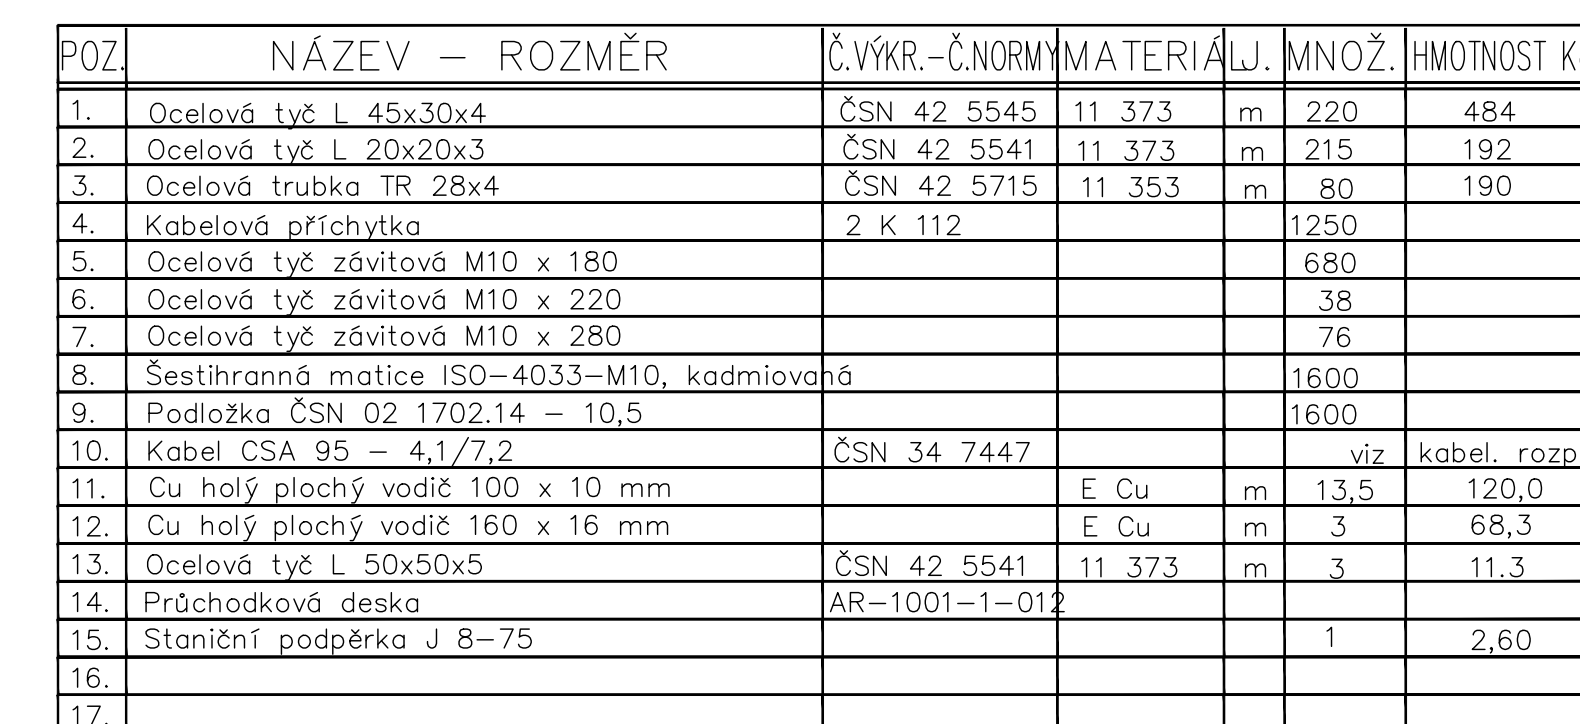 POZ. NÁZEV – ROZMĚR Č.VÝKR.–Č.NORMY MATERIÁL J. MNOŽ. HMOTNOST
1. Ocelová tyč L 45x30x4 ČSN 42 5545 11 373 m 220 484
2. Ocelová tyč L 20x20x3 ČSN 42 5541 11 373 m 215 192
3. Ocelová trubka TR 28x4 ČSN 42 5715 11 353 m 80 190
4. Kabelová příchytka 2 K 112 1250
5. Ocelová tyč závitová M10 x 180 680
6. Ocelová tyč závitová M10 x 220 38
7. Ocelová tyč závitová M10 x 280 76
8. Šestihranná matice ISO–4033–M10, kadmiovaná 1600
9. Podložka ČSN 02 1702.14 – 10,5 1600
10. Kabel CSA 95 – 4,1/7,2 ČSN 34 7447 viz kabel. rozp
11. Cu holý plochý vodič 100 x 10 mm E Cu m 13,5 120,0
12. Cu holý plochý vodič 160 x 16 mm E Cu m 3 68,3
13. Ocelová tyč L 50x50x5 ČSN 42 5541 11 373 m 3 11.3
14. Průchodková deska AR–1001–1–012
15. Staniční podpěrka J 8–75 1 2,60
16.
17.